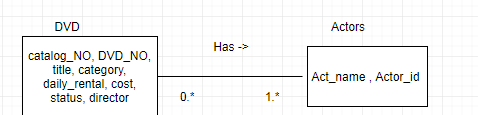 DVD
Has ->
Actors
catalog_NO, DVD_NO,
title, category,
daily_rental, cost,
status, director
Act_name , Actor_id
0.*
1.*